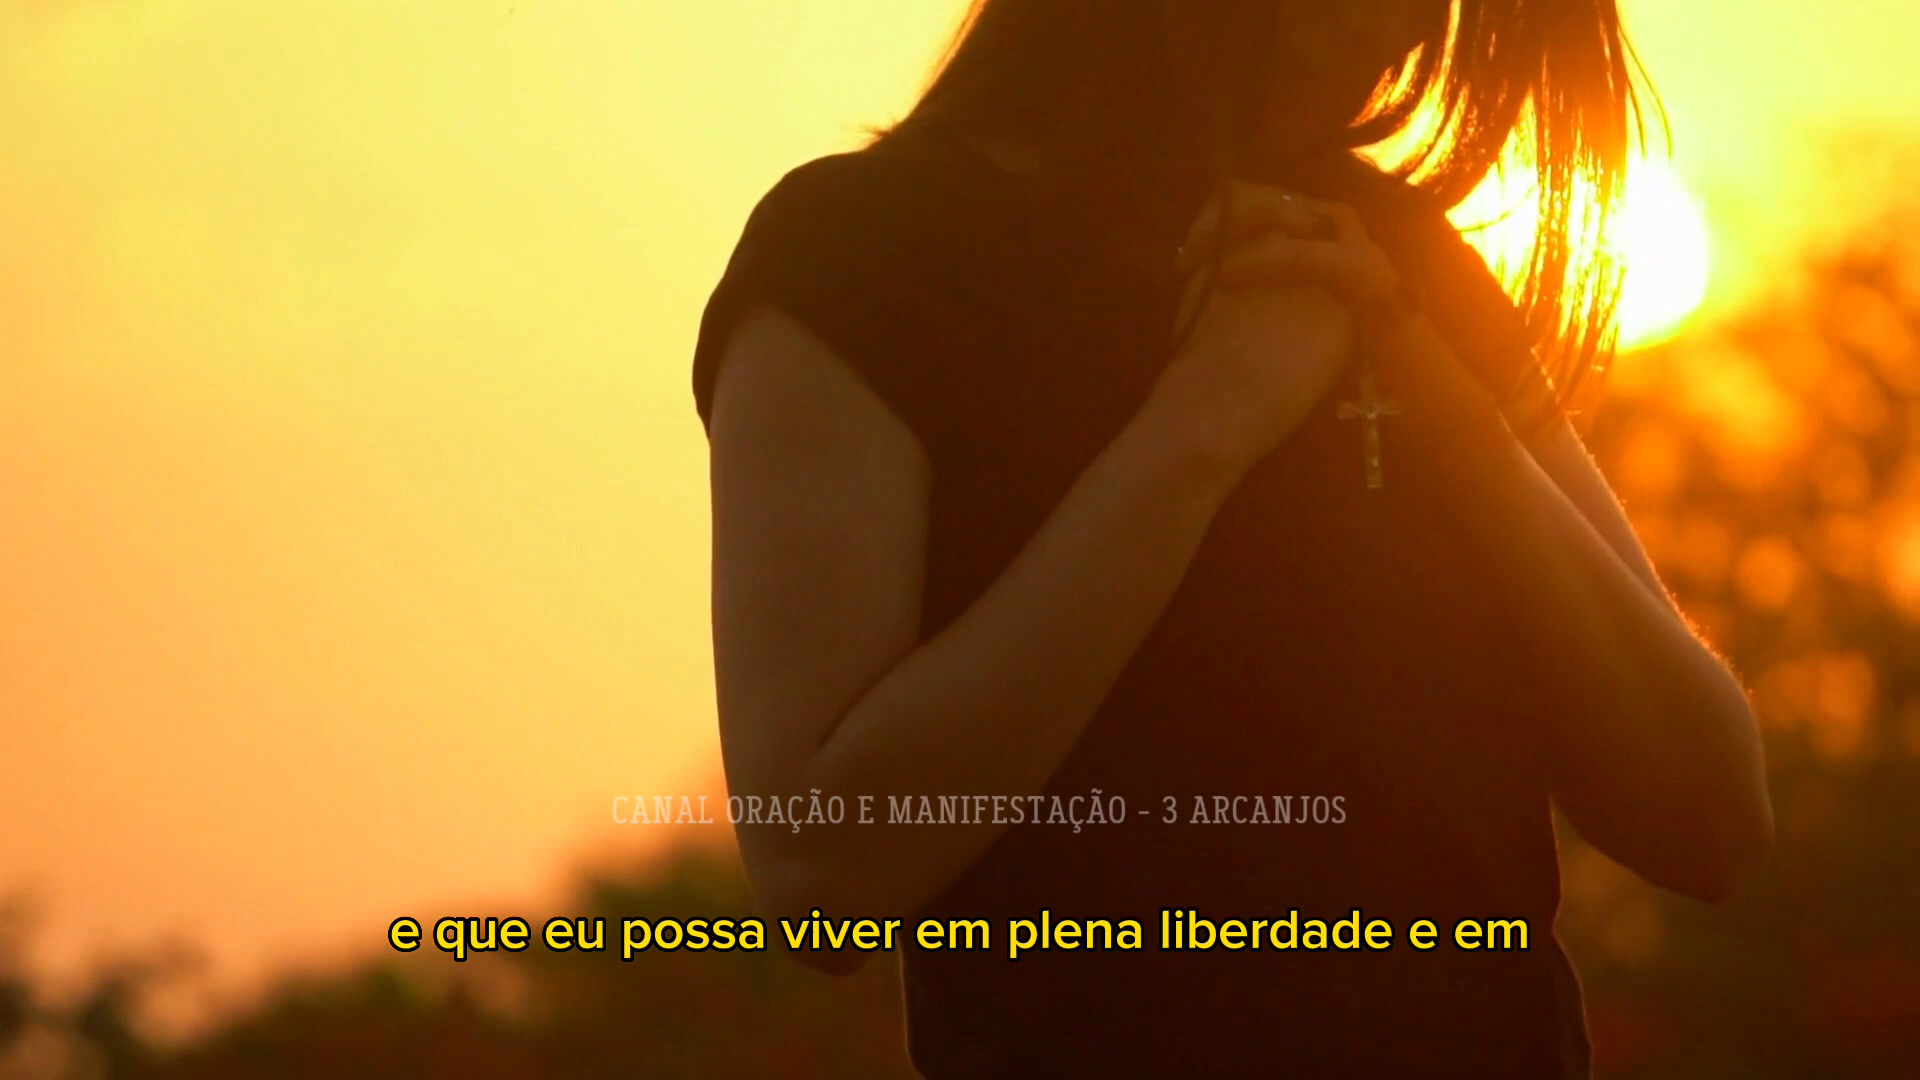 CANAL ORAÇÃO E MANIFESTAÇÃO - 3 ARCANJOS
e que eu possa viver em plena liberdade e em